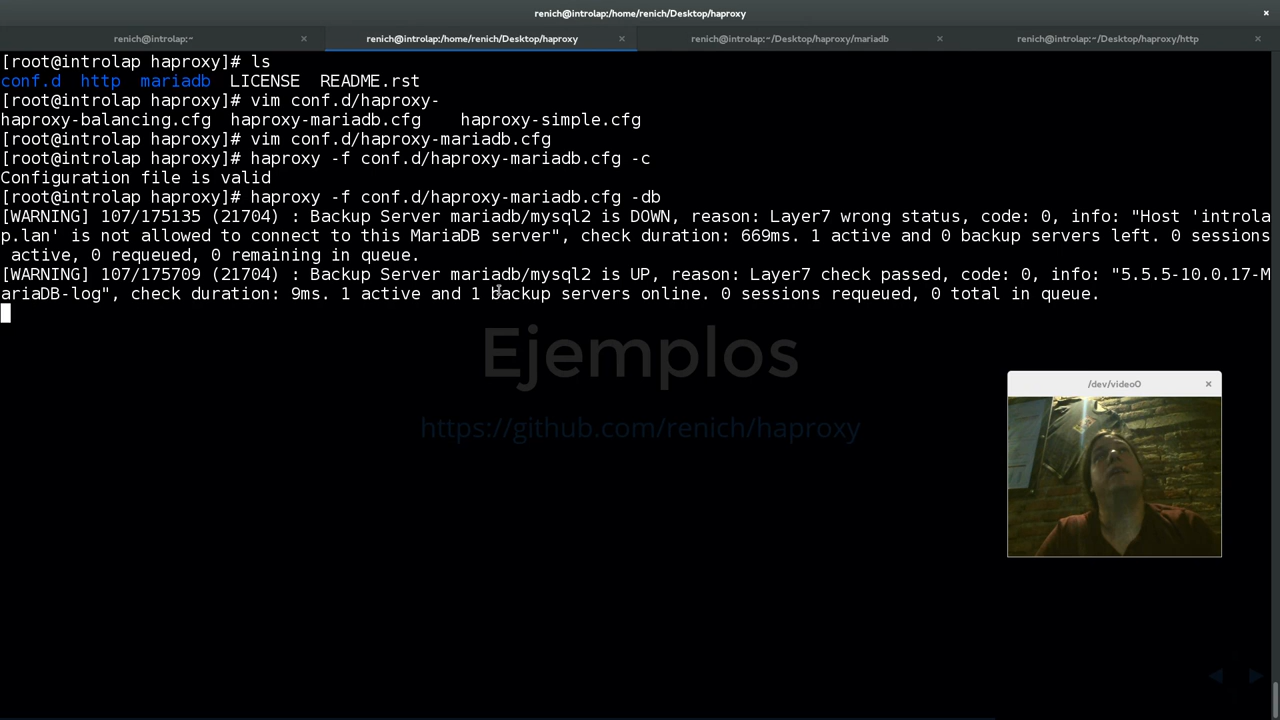 renich@introlap:/home/renich/Desktop/haproxy
renich@introlap:~
renich@introlap:/home/renich/Desktop/haproxy
renich@introlap:~/Desktop/haproxy/mariadb
renich@introlap:~/Desktop/haproxy/http
[root@introlap haproxy]# ls
conf.d  http  mariadb  LICENSE  README.rst
[root@introlap haproxy]# vim conf.d/haproxy-
haproxy-balancing.cfg  haproxy-mariadb.cfg    haproxy-simple.cfg
[root@introlap haproxy]# vim conf.d/haproxy-mariadb.cfg
[root@introlap haproxy]# haproxy -f conf.d/haproxy-mariadb.cfg -c
Configuration file is valid
[root@introlap haproxy]# haproxy -f conf.d/haproxy-mariadb.cfg -db
[WARNING] 107/175135 (21704) : Backup Server mariadb/mysql2 is DOWN, reason: Layer7 wrong status, code: 0, info: "Host 'introla
p.lan' is not allowed to connect to this MariaDB server", check duration: 669ms. 1 active and 0 backup servers left. 0 sessions
 active, 0 requeued, 0 remaining in queue.
[WARNING] 107/175709 (21704) : Backup Server mariadb/mysql2 is UP, reason: Layer7 check passed, code: 0, info: "5.5.5-10.0.17-M
ariaDB-log", check duration: 9ms. 1 active and 1 backup servers online. 0 sessions requeued, 0 total in queue.
Ejemplos
https://github.com/renich/haproxy
/dev/video0